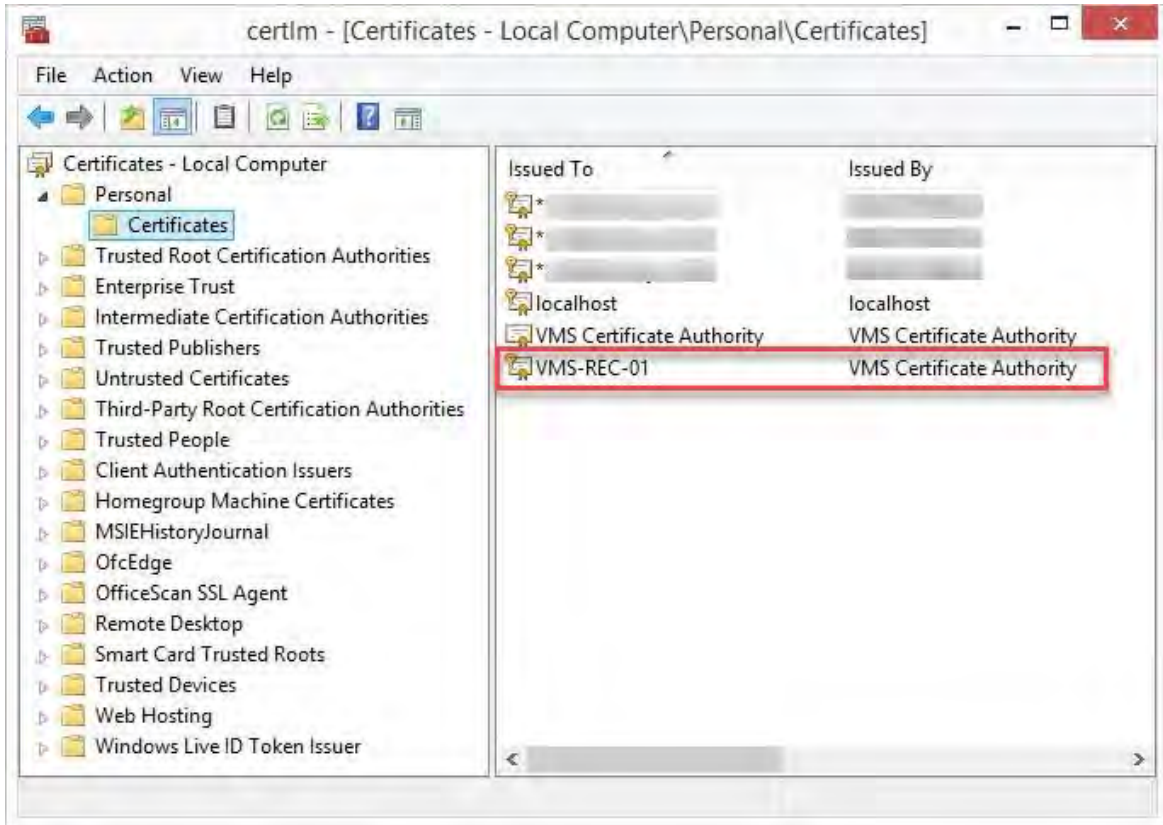 certlm - [Certificates - Local Computer\Personal\Certificates]
File Action View Help
Certificates - Local Computer
Personal
Certificates
Trusted Root Certification Authorities
Enterprise Trust
Intermediate Certification Authorities
Trusted Publishers
Untrusted Certificates
Third-Party Root Certification Authorities
Trusted People
Client Authentication Issuers
Homegroup Machine Certificates
MSIEHistoryJournal
OfcEdge
OfficeScan SSL Agent
Remote Desktop
Smart Card Trusted Roots
Trusted Devices
Web Hosting
Windows Live ID Token Issuer
Issued To Issued By
*
*
*
localhost localhost
VMS Certificate Authority VMS Certificate Authority
VMS-REC-01 VMS Certificate Authority